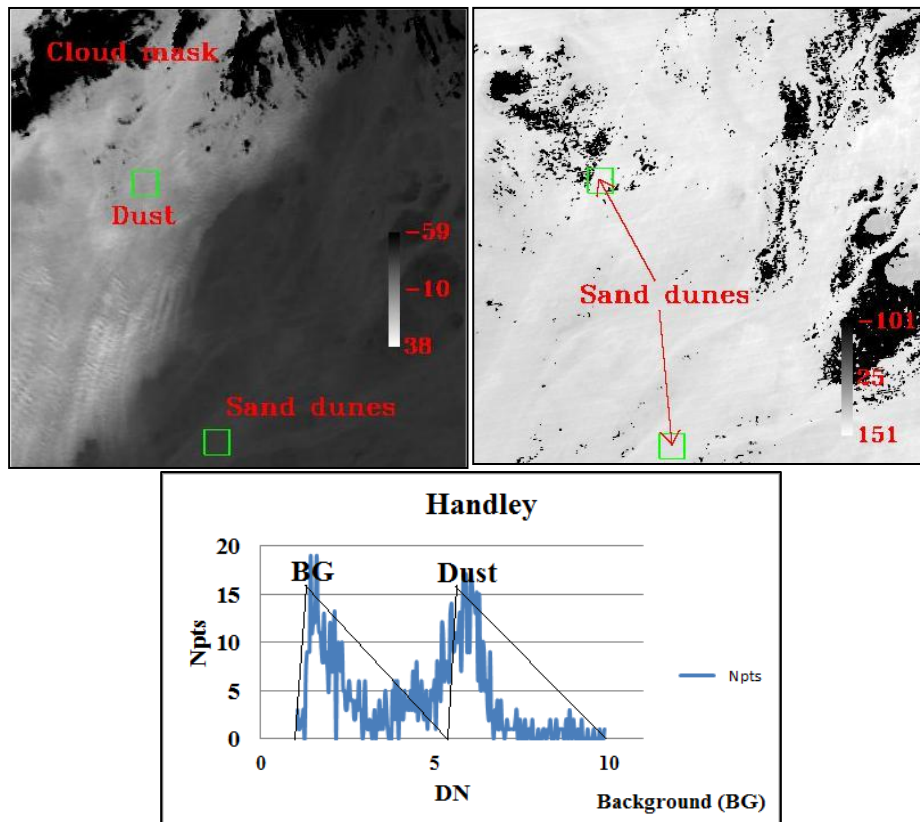 Cloud mask
Dust
-59
-10
38
Sand dunes
Sand dunes
-101
25
151
Handley
20
15
10
5
0
Npts
BG
Dust
Npts
0
5
10
DN
Background (BG)